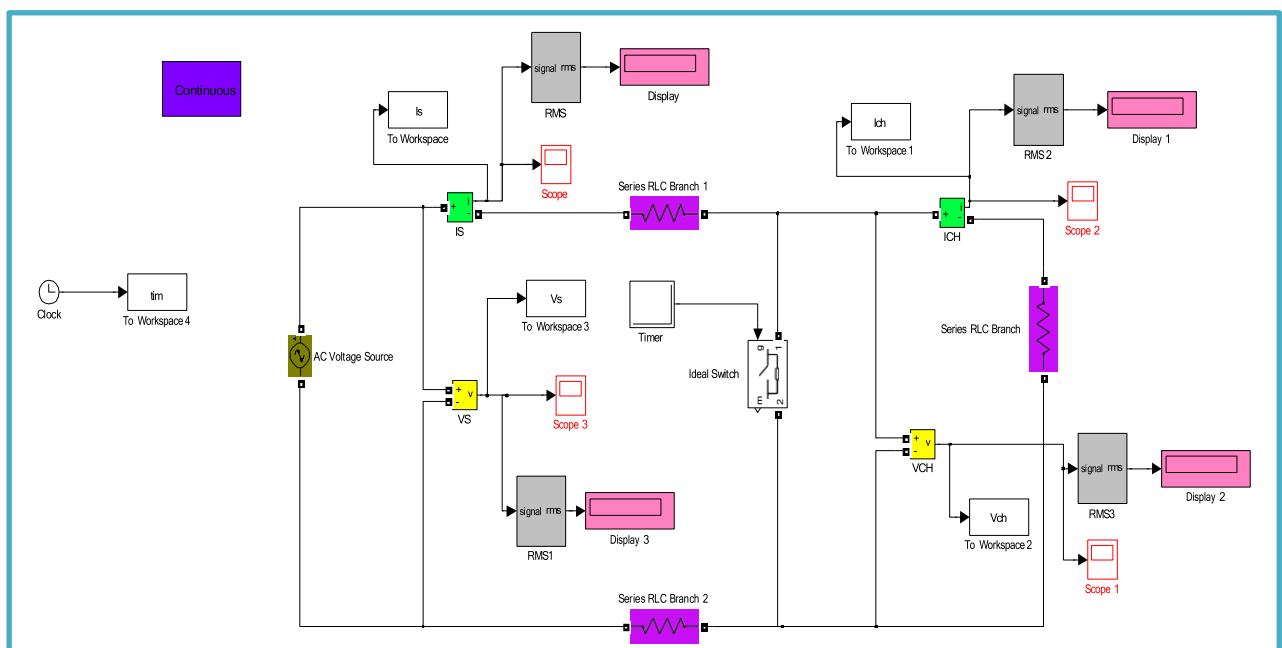 Continuous
Is
To Workspace
signal rms
RMS
Display
Scope
+ i
-
IS
Series RLC Branch 1
Ich
To Workspace 1
signal rms
RMS 2
Display 1
Scope 2
+ i
-
ICH
Clock
tim
To Workspace 4
AC Voltage Source
Vs
To Workspace 3
+ v
-
VS
Scope 3
Timer
Ideal Switch
g 1
m 2
Series RLC Branch
signal rms
RMS1
Display 3
+ v
-
VCH
signal rms
RMS3
Display 2
Vch
To Workspace 2
Scope 1
Series RLC Branch 2